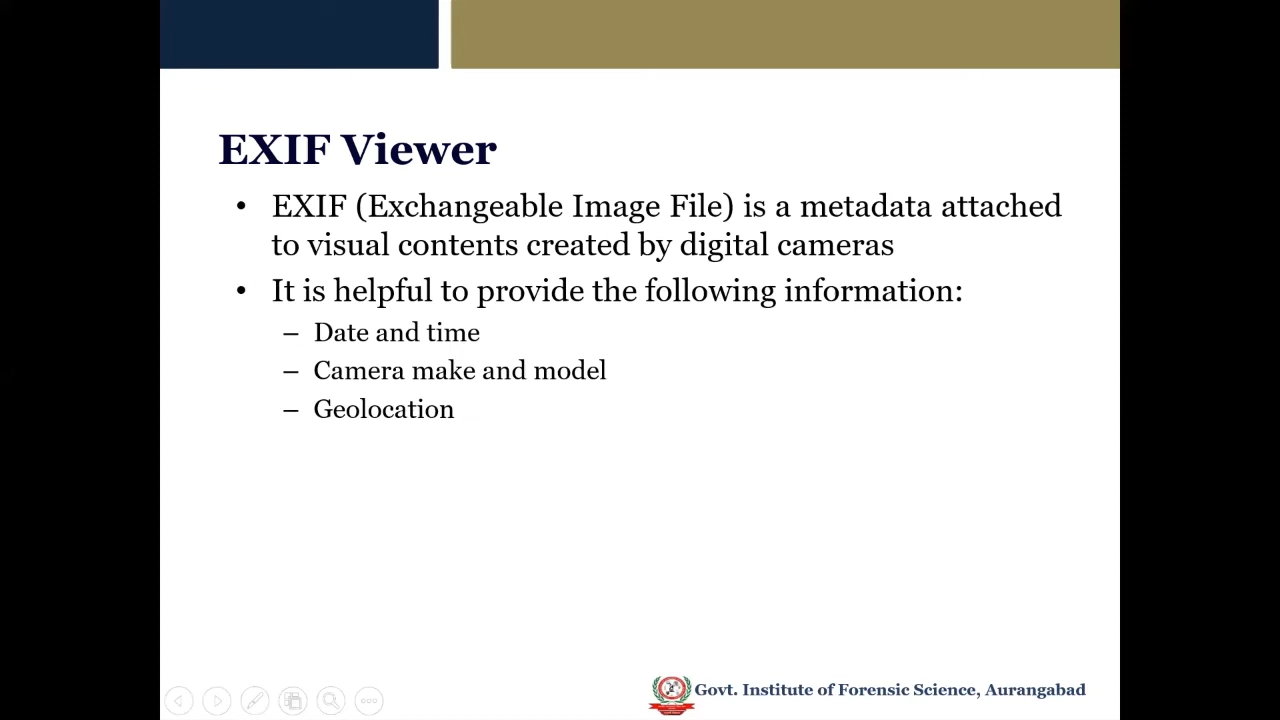 EXIF Viewer
• EXIF (Exchangeable Image File) is a metadata attached
to visual contents created by digital cameras
• It is helpful to provide the following information:
– Date and time
– Camera make and model
– Geolocation
Govt. Institute of Forensic Science, Aurangabad